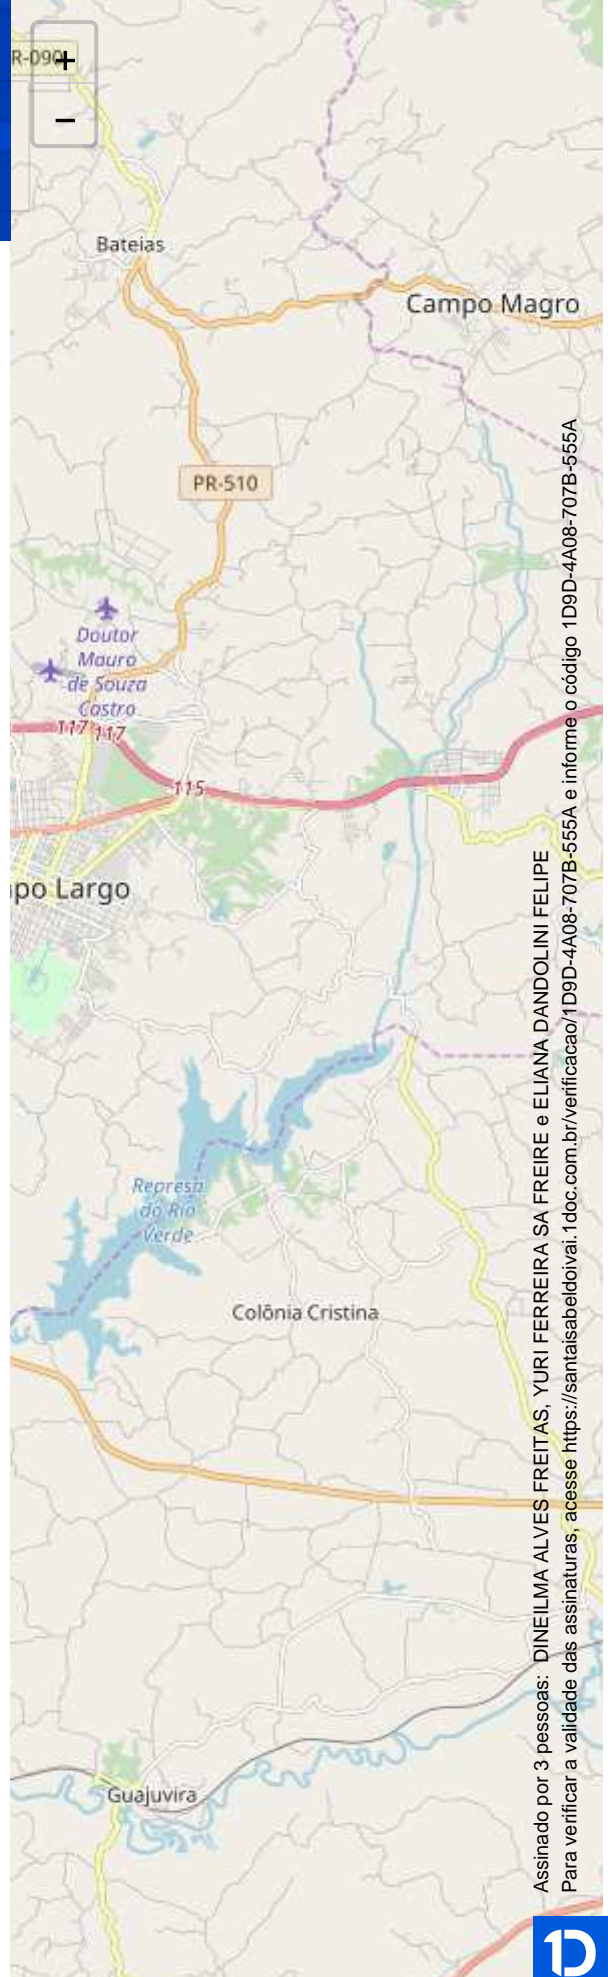 R-090
+
−
Bateias
Campo Magro
PR-510
Doutor
Mauro
de Souza
Castro
117
117
115
po Largo
Represa
do Rio
Verde
Colônia Cristina
Guajuvira
Assinado por 3 pessoas: DINEILMA ALVES FREITAS, YURI FERREIRA SA FREIRE e ELIANA DANDOLINI FELIPE
Para verificar a validade das assinaturas, acesse https://santaisabeldoivai.1doc.com.br/verificacao/1D9D-4A08-707B-555A e informe o código 1D9D-4A08-707B-555A
1D